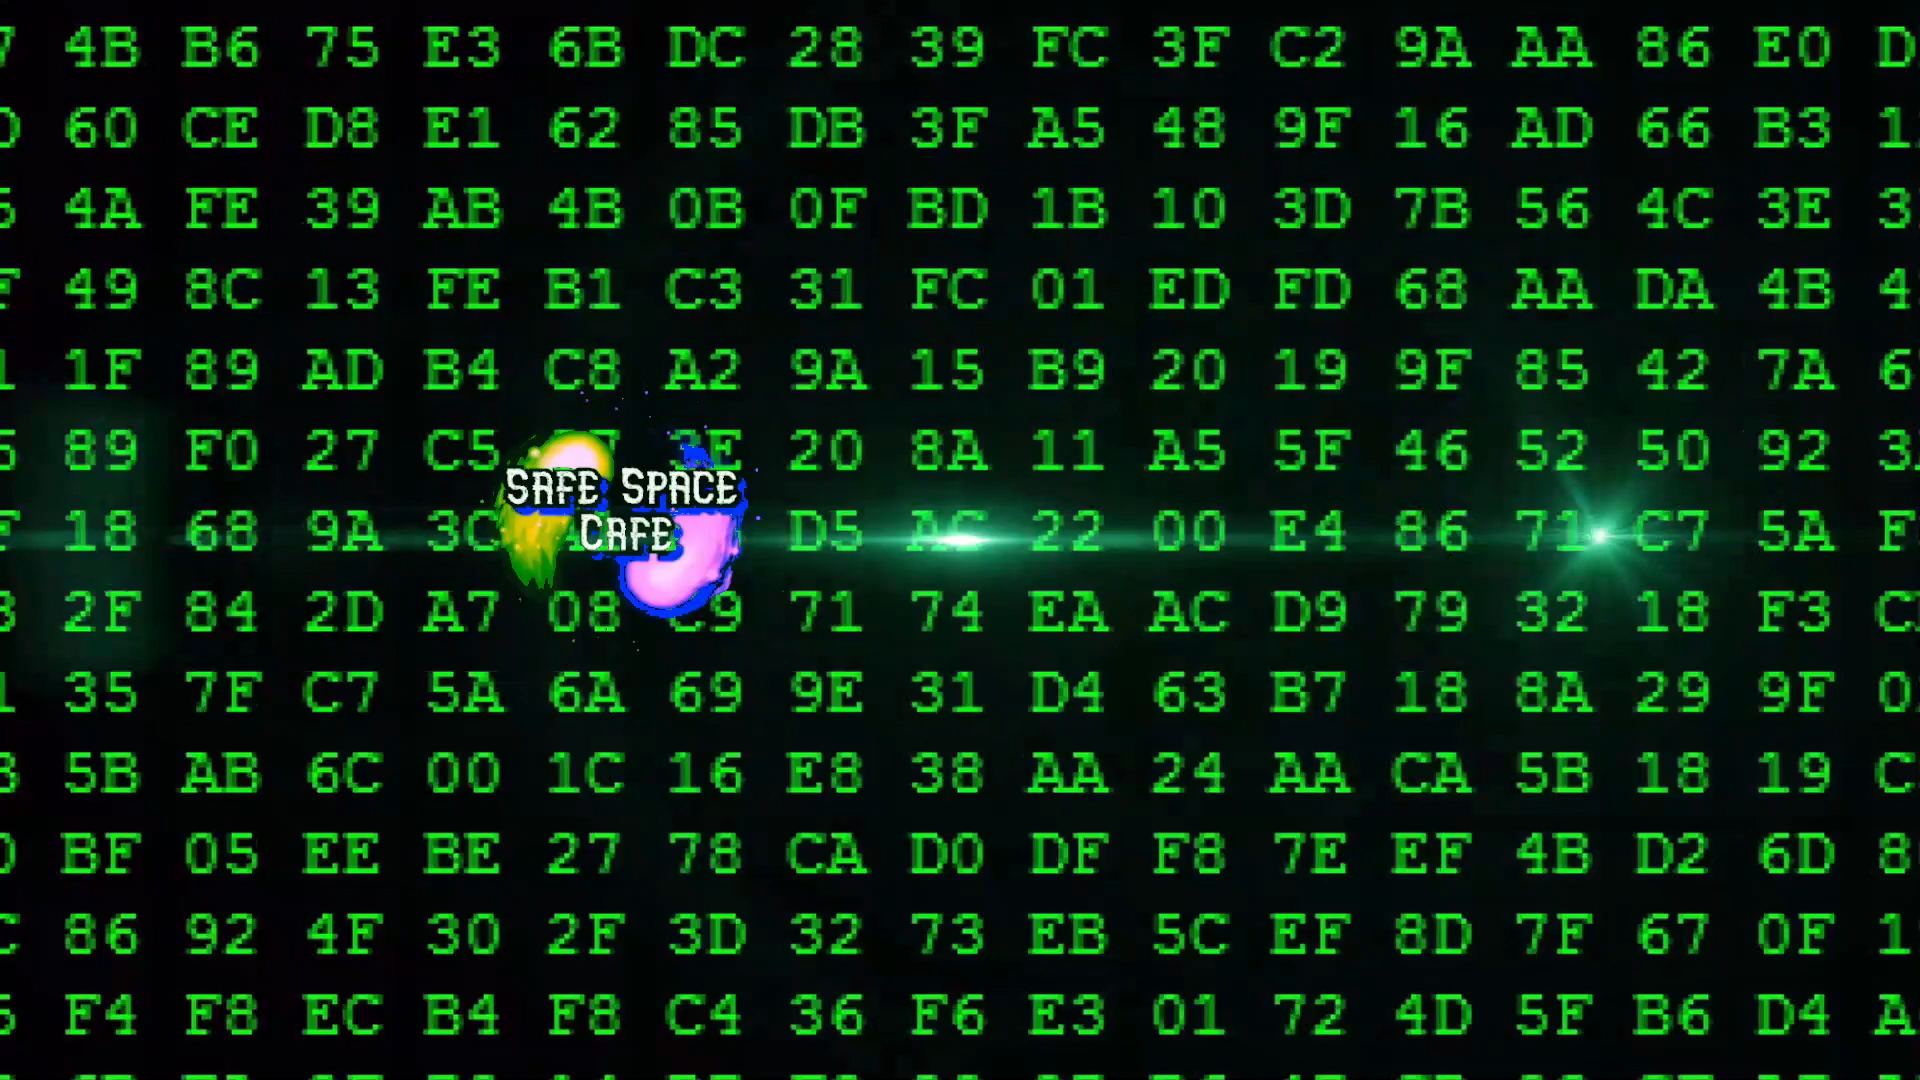 4B B6 75 E3 6B DC 28 39 FC 3F C2 9A AA 86 E0
60 CE D8 E1 62 85 DB 3F A5 48 9F 16 AD 66 B3
4A FE 39 AB 4B 0B 0F BD 1B 10 3D 7B 56 4C 3E
49 8C 13 FE B1 C3 31 FC 01 ED FD 68 AA DA 4B
1F 89 AD B4 C8 A2 9A 15 B9 20 19 9F 85 42 7A
89 F0 27 C5 20 8A 11 A5 5F 46 52 50 92
SAFE SPACE
CAFE
18 68 9A 3C D5 AC 22 00 E4 86 71 C7 5A
2F 84 2D A7 08 C9 71 74 EA AC D9 79 32 18 F3
35 7F C7 5A 6A 69 9E 31 D4 63 B7 18 8A 29 9F
5B AB 6C 00 1C 16 E8 38 AA 24 AA CA 5B 18 19
BF 05 EE BE 27 78 CA D0 DF F8 7E EF 4B D2 6D
86 92 4F 30 2F 3D 32 73 EB 5C EF 8D 7F 67 0F
F4 F8 EC B4 F8 C4 36 F6 E3 01 72 4D 5F B6 D4